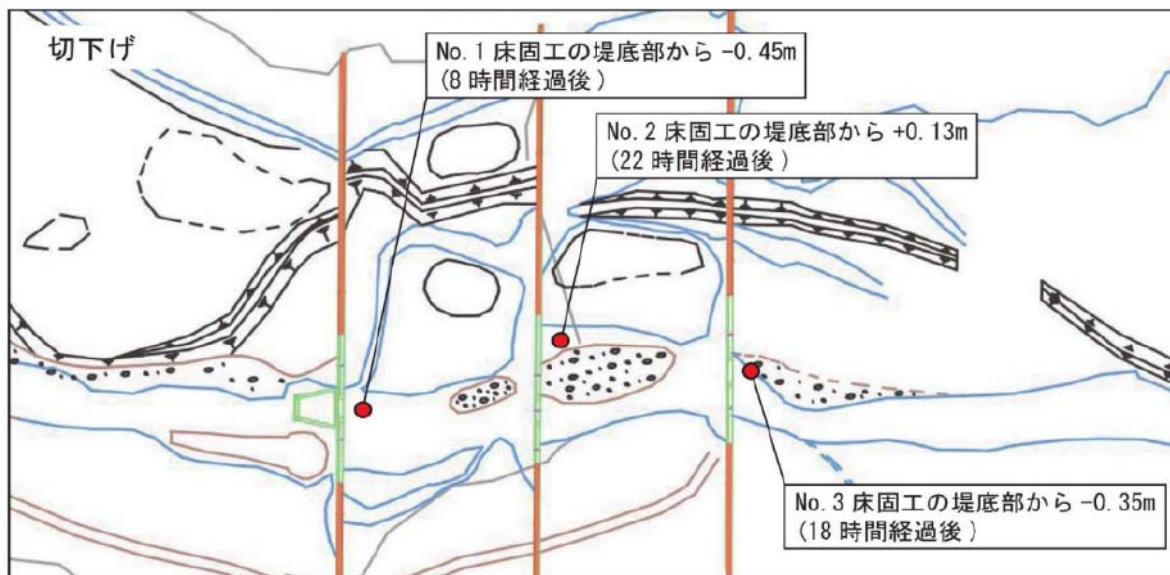 切下げ
No.1 床固工の堤底部から -0.45m
(8 時間経過後)
No.2 床固工の堤底部から +0.13m
(22 時間経過後)
No.3 床固工の堤底部から -0.35m
(18 時間経過後)